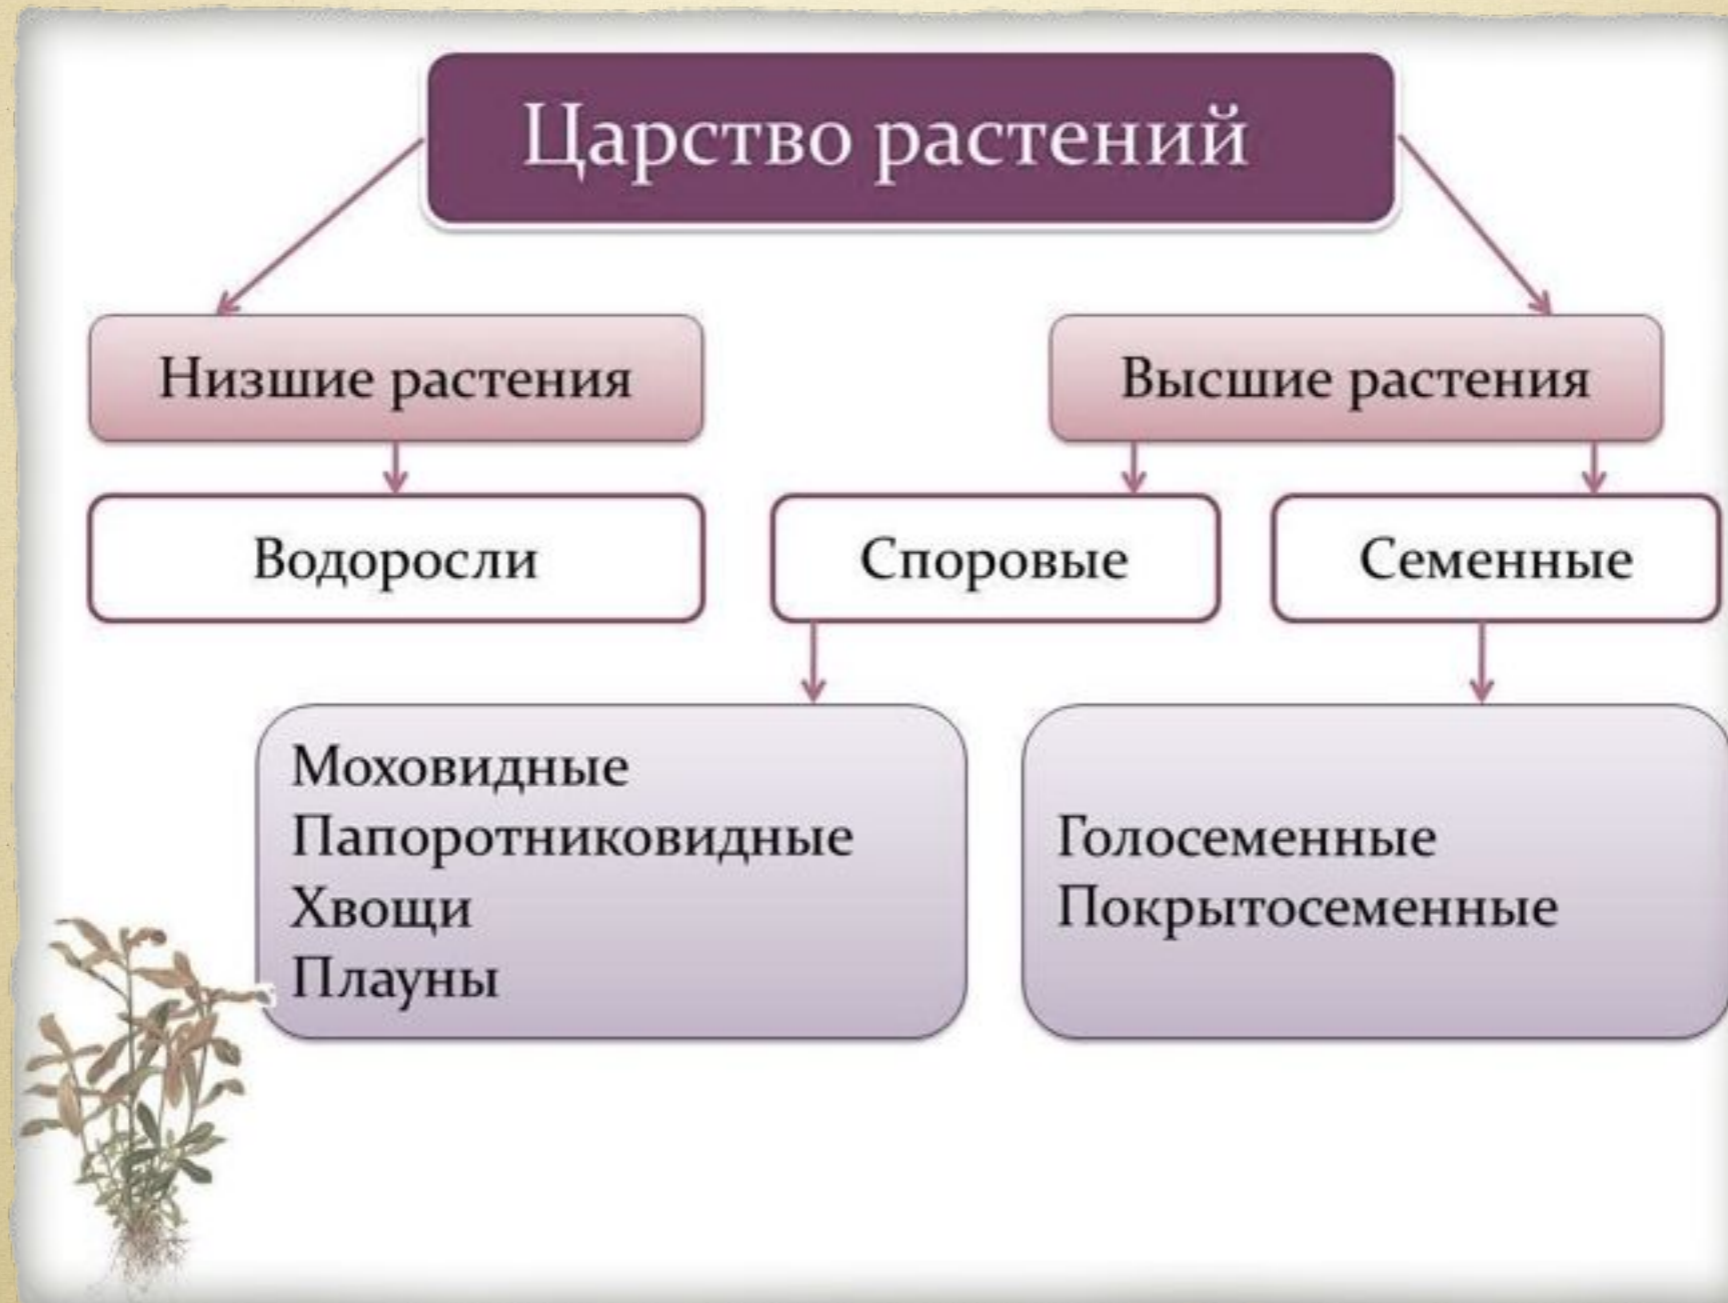 Царство растений
Низшие растения
Высшие растения
Водоросли
Споровые
Семенные
Моховидные
Папоротниковидные
Хвощи
Плауны
Голосеменные
Покрытосеменные